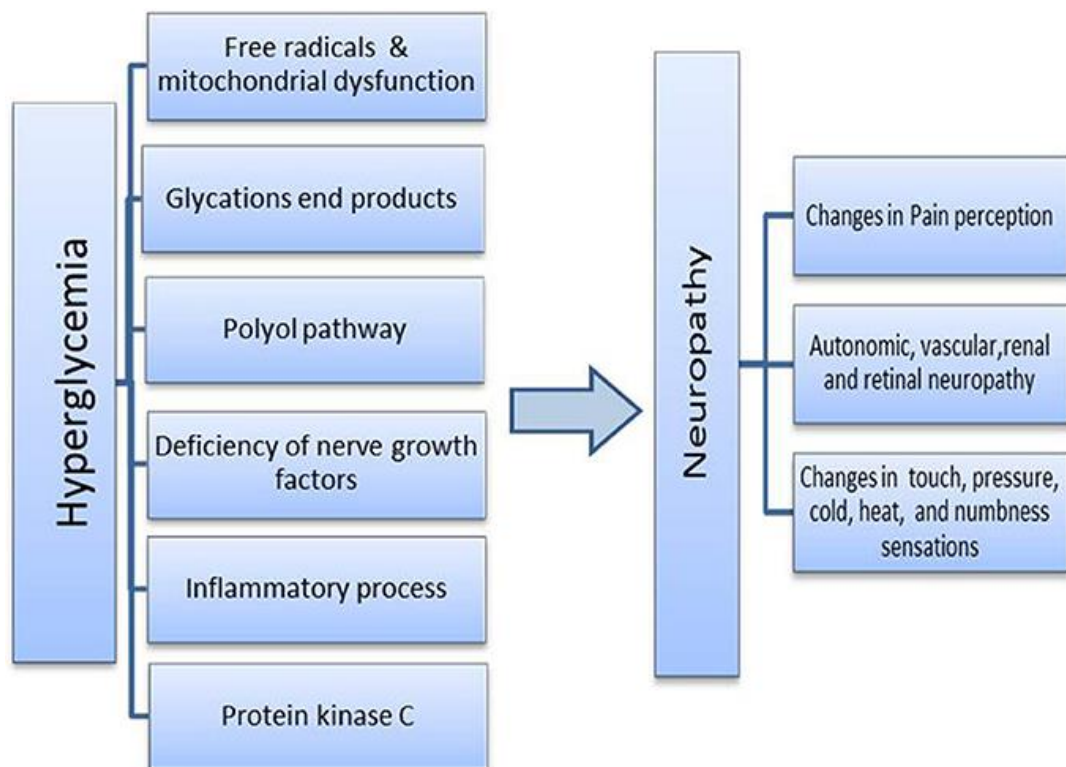 Hyperglycemia
Free radicals &
mitochondrial dysfunction
Glycations end products
Polyol pathway
Deficiency of nerve growth
factors
Inflammatory process
Protein kinase C
Neuropathy
Changes in Pain perception
Autonomic, vascular,renal
and retinal neuropathy
Changes in touch, pressure,
cold, heat, and numbness
sensations